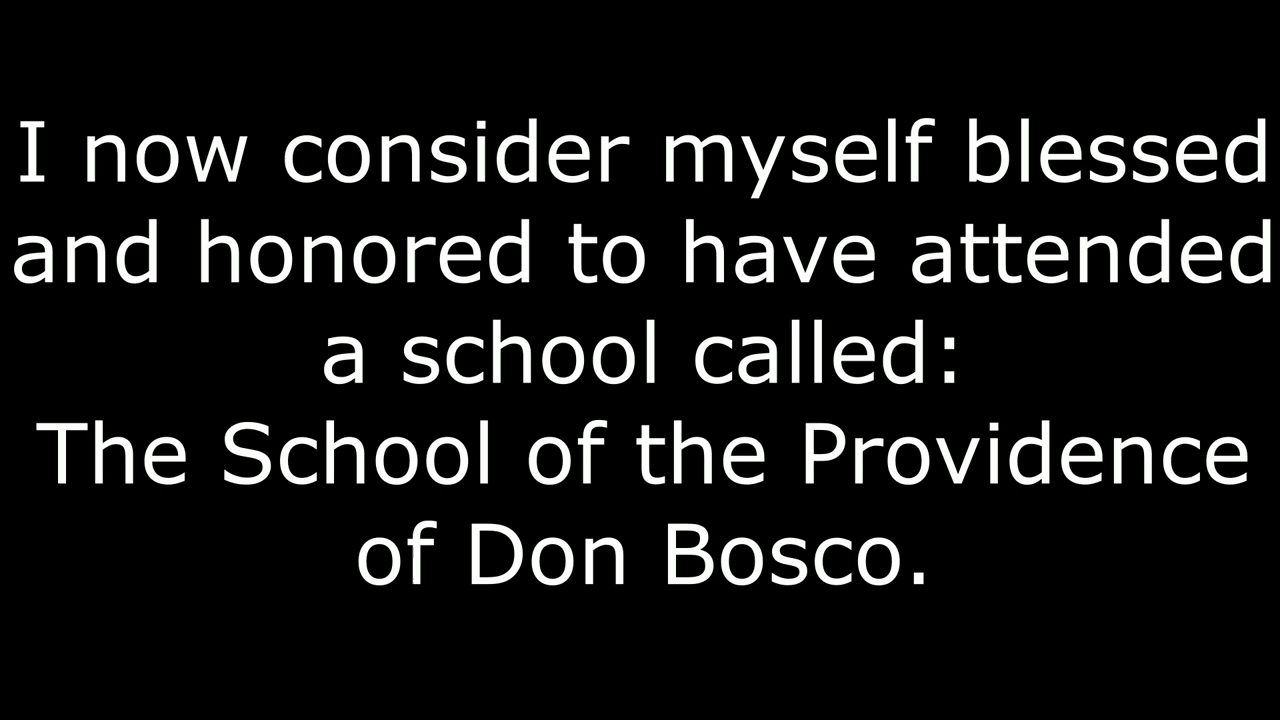 I now consider myself blessed
and honored to have attended
a school called:
The School of the Providence
of Don Bosco.